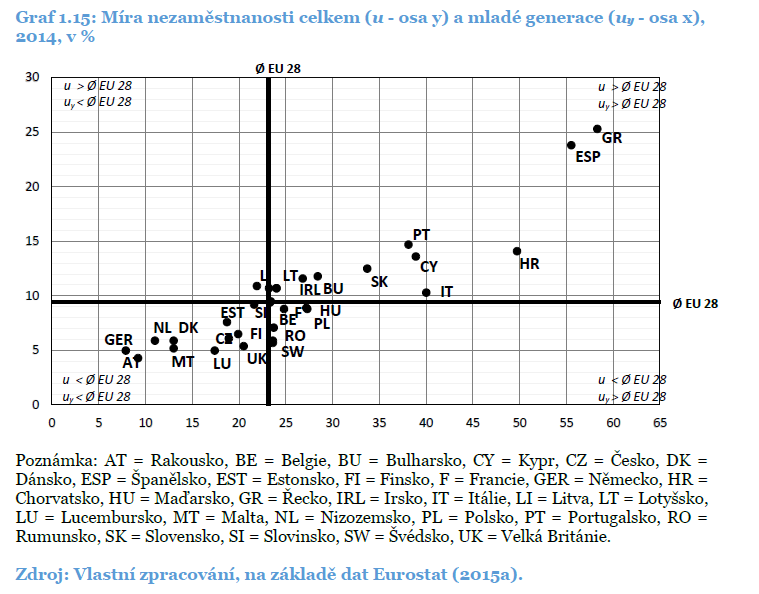 Graf 1.15: Míra nezaměstnanosti celkem (u - osa y) a mladé generace (uy - osa x),
2014, v %
Ø EU 28
30
u > Ø EU 28
uy < Ø EU 28
u > Ø EU 28
uy > Ø EU 28
25
GR
ESP
20
15
PT
HR
CY
L
LT
IRL
BU
SK
IT
10
Ø EU 28
EST
SI
BE
F
HU
PL
GER
NL
DK
CZ
FI
RO
5
AT
MT
LU
UK
SW
u < Ø EU 28
uy < Ø EU 28
u < Ø EU 28
uy > Ø EU 28
0
0 5 10 15 20 25 30 35 40 45 50 55 60 65
Poznámka: AT = Rakousko, BE = Belgie, BU = Bulharsko, CY = Kypr, CZ = Česko, DK =
Dánsko, ESP = Španělsko, EST = Estonsko, FI = Finsko, F = Francie, GER = Německo, HR =
Chorvatsko, HU = Maďarsko, GR = Řecko, IRL = Irsko, IT = Itálie, LI = Litva, LT = Lotyšsko,
LU = Lucembursko, MT = Malta, NL = Nizozemsko, PL = Polsko, PT = Portugalsko, RO =
Rumunsko, SK = Slovensko, SI = Slovinsko, SW = Švédsko, UK = Velká Británie.
Zdroj: Vlastní zpracování, na základě dat Eurostat (2015a).